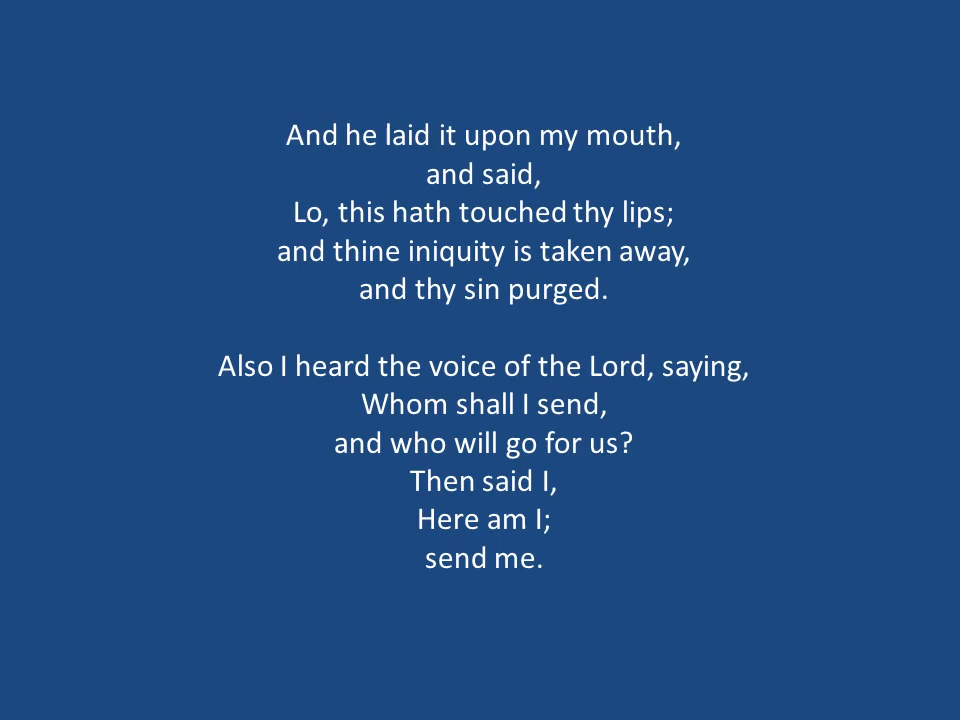 And he laid it upon my mouth,
and said,
Lo, this hath touched thy lips;
and thine iniquity is taken away,
and thy sin purged.
Also I heard the voice of the Lord, saying,
Whom shall I send,
and who will go for us?
Then said I,
Here am I;
send me.